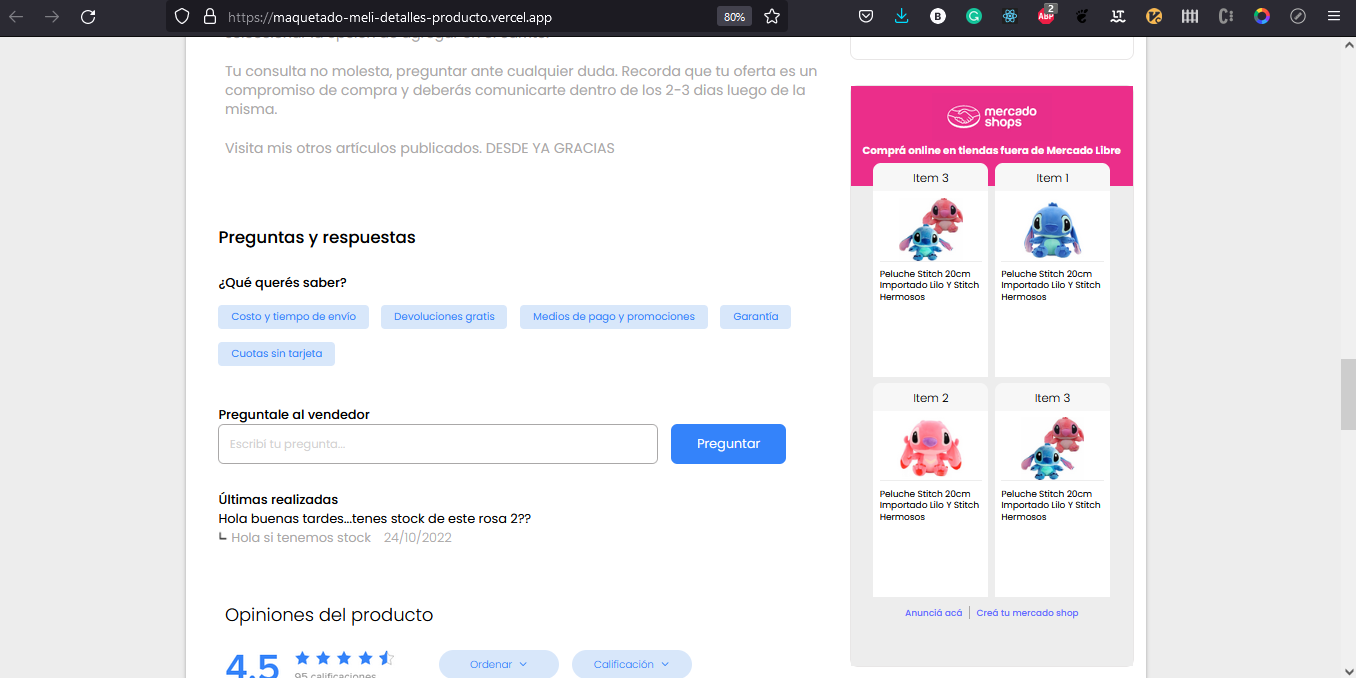 https://maquetado-meli-detalles-producto.vercel.app
80%
2
ABP
Tu consulta no molesta, preguntar ante cualquier duda. Recorda que tu oferta es un
compromiso de compra y deberás comunicarte dentro de los 2-3 dias luego de la
misma.
Visita mis otros artículos publicados. DESDE YA GRACIAS
Preguntas y respuestas
¿Qué querés saber?
Costo y tiempo de envío
Devoluciones gratis
Medios de pago y promociones
Garantía
Cuotas sin tarjeta
Preguntale al vendedor
Escribí tu pregunta...
Preguntar
Últimas realizadas
Hola buenas tardes...tenes stock de este rosa 2??
Hola si tenemos stock 24/10/2022
Opiniones del producto
4.5
95 calificaciones
Ordenar
Calificación
mercado
shops
Comprá online en tiendas fuera de Mercado Libre
Item 3
Peluche Stitch 20cm
Importado Lilo Y Stitch
Hermosos
Item 1
Peluche Stitch 20cm
Importado Lilo Y Stitch
Hermosos
Item 2
Peluche Stitch 20cm
Importado Lilo Y Stitch
Hermosos
Item 3
Peluche Stitch 20cm
Importado Lilo Y Stitch
Hermosos
Anunciá acá
Creá tu mercado shop